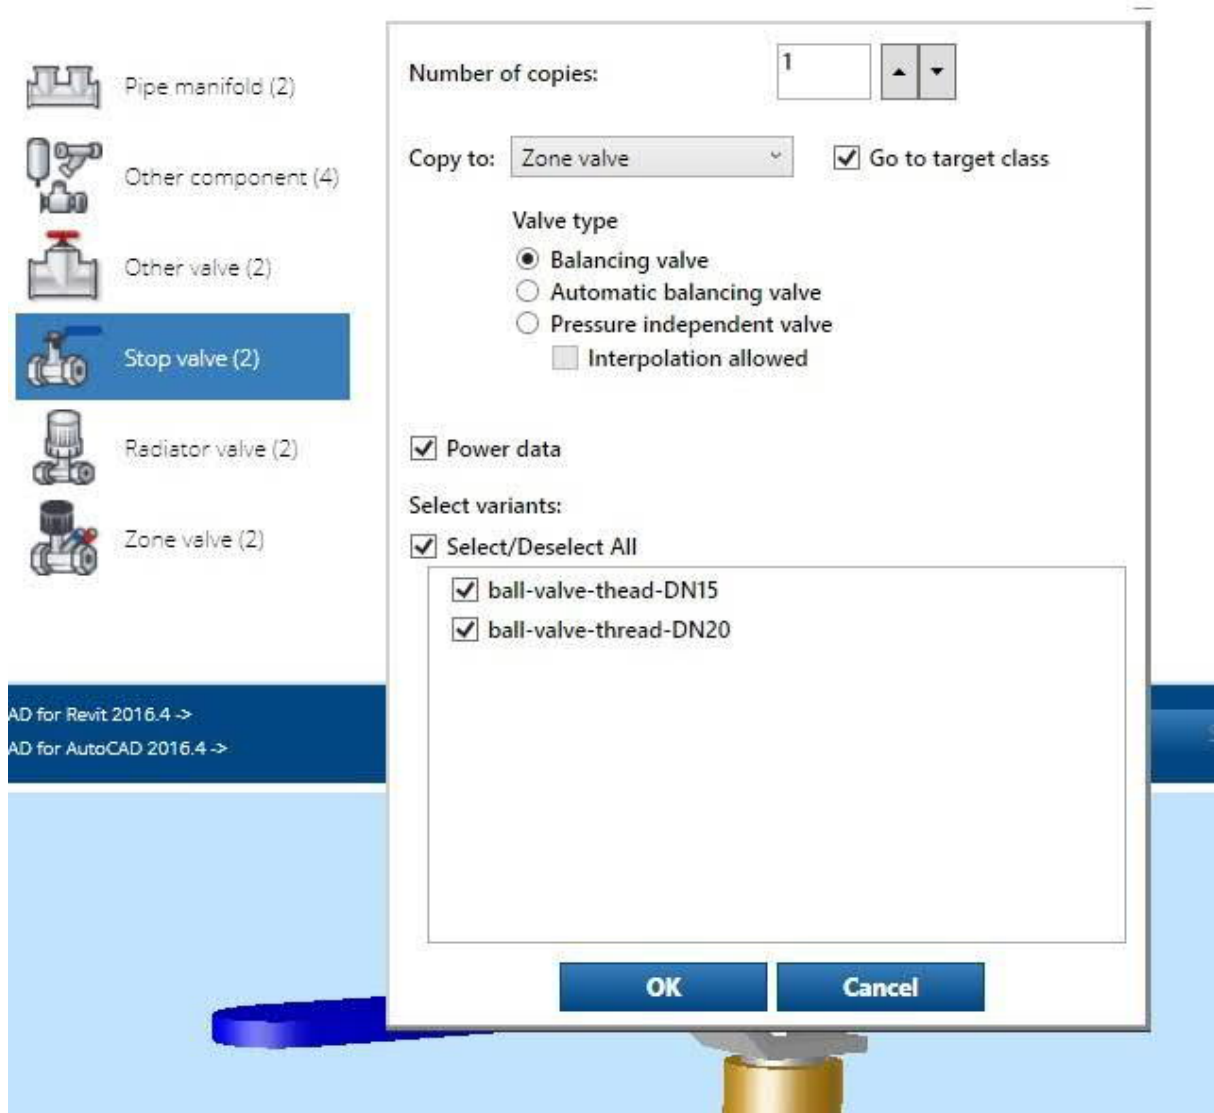 Pipe manifold (2)
Other component (4)
Other valve (2)
Stop valve (2)
Radiator valve (2)
Zone valve (2)
AD for Revit 2016.4 ->
AD for AutoCAD 2016.4 ->
Number of copies:
1
Copy to:
Zone valve
Go to target class
Valve type
Balancing valve
Automatic balancing valve
Pressure independent valve
Interpolation allowed
Power data
Select variants:
Select/Deselect All
ball-valve-thead-DN15
ball-valve-thread-DN20
OK
Cancel